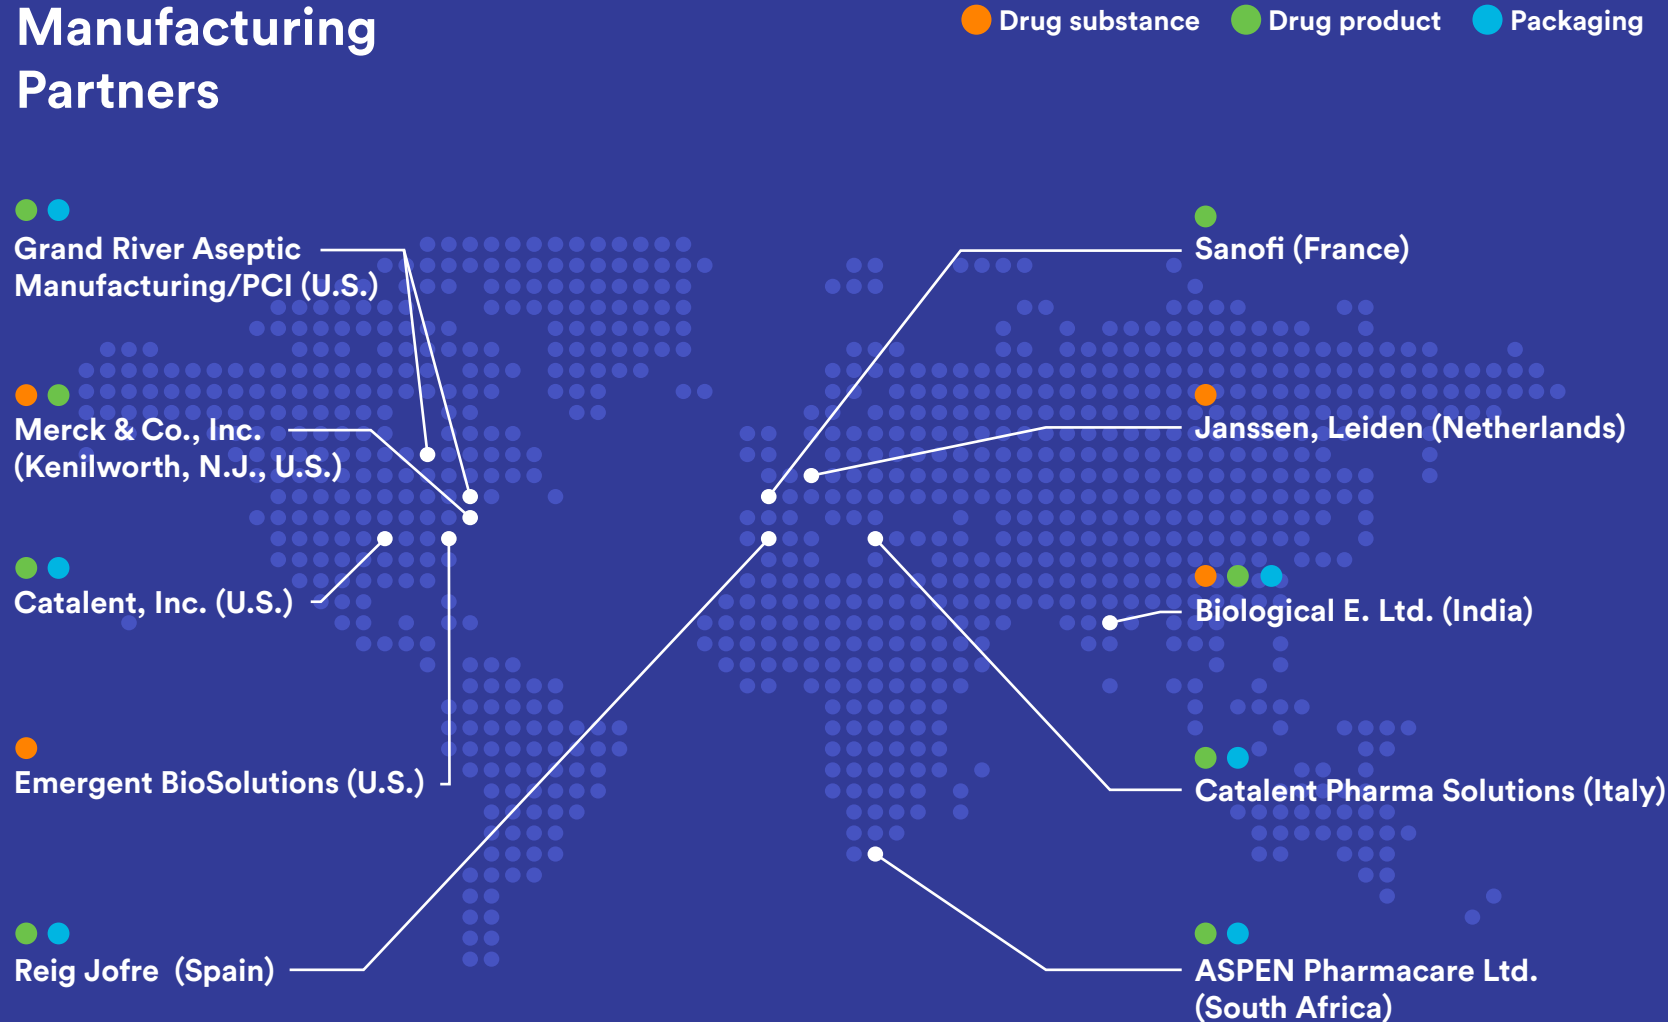 Manufacturing
Partners
Drug substance
Drug product
Packaging
Grand River Aseptic
Manufacturing/PCI (U.S.)
Merck & Co., Inc.
(Kenilworth, N.J., U.S.)
Catalent, Inc. (U.S.)
Emergent BioSolutions (U.S.)
Reig Jofre (Spain)
Sanofi (France)
Janssen, Leiden (Netherlands)
Biological E. Ltd. (India)
Catalent Pharma Solutions (Italy)
ASPEN Pharmacare Ltd.
(South Africa)